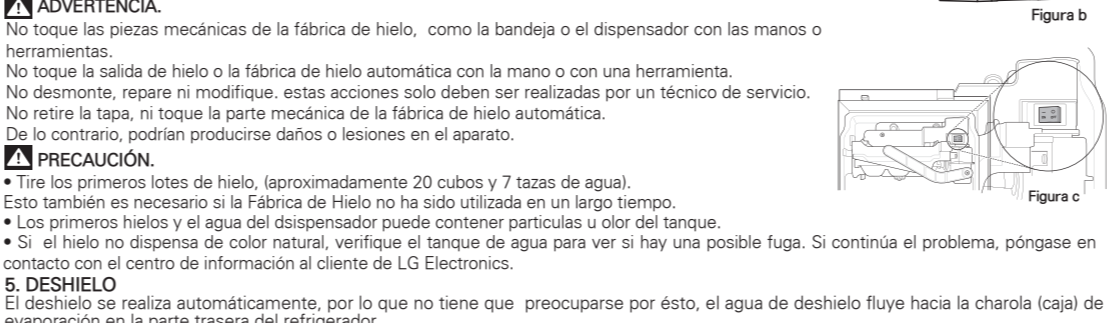 ADVERTENCIA.
Figura b
No toque las piezas mecánicas de la fábrica de hielo, como la bandeja o el dispensador con las manos o
herramientas.
No toque la salida de hielo o la fábrica de hielo automática con la mano o con una herramienta.
No desmonte, repare ni modifique. estas acciones solo deben ser realizadas por un técnico de servicio.
No retire la tapa, ni toque la parte mecánica de la fábrica de hielo automática.
De lo contrario, podrían producirse daños o lesiones en el aparato.
PRECAUCIÓN.
• Tire los primeros lotes de hielo, (aproximadamente 20 cubos y 7 tazas de agua).
Esto también es necesario si la Fábrica de Hielo no ha sido utilizada en un largo tiempo.
Figura c
• Los primeros hielos y el agua del dsispensador puede contener particulas u olor del tanque.
• Si el hielo no dispensa de color natural, verifique el tanque de agua para ver si hay una posible fuga. Si continúa el problema, póngase en
contacto con el centro de información al cliente de LG Electronics.
5. DESHIELO
El deshielo se realiza automáticamente, por lo que no tiene que preocuparse por ésto, el agua de deshielo fluye hacia la charola (caja) de
evaporación en la parte trasera del refrigerador